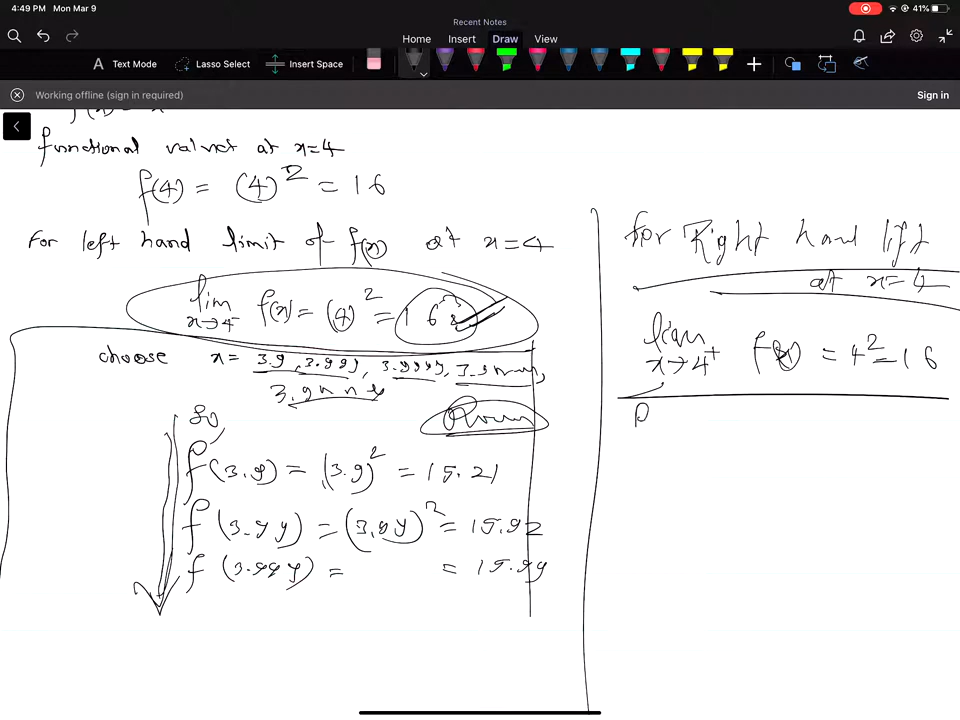 4:49 PM Mon Mar 9
41%
Recent Notes
Home Insert Draw View
Text Mode Lasso Select Insert Space
Working offline (sign in required)
Sign in
functional at x=4
f(4) = (4)² = 16
For left hand limit of f(x) at x=4
lim x→4⁻ f(x) = (4)² = 16
choose x = 3.9, 3.99, 3.999,
So
f(3.9) = (3.9)² = 15.21
f(3.99) = (3.99)² = 15.92
f(3.999) = = 15.99
For Right hand lift
at x=4
lim x→4⁺ f(x) = 4² = 16
P